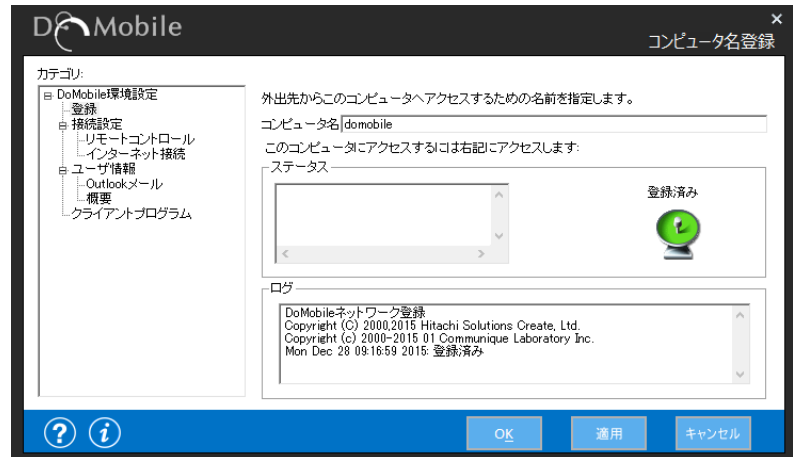 DoMobile
×
コンピュータ名登録
カテゴリ:
DoMobile環境設定
登録
接続設定
リモートコントロール
インターネット接続
ユーザ情報
Outlookメール
概要
クライアントプログラム
外出先からこのコンピュータへアクセスするための名前を指定します。
コンピュータ名 domobile
このコンピュータにアクセスするには右記にアクセスします:
ステータス
登録済み
ログ
DoMobileネットワーク登録
Copyright (C) 2000,2015 Hitachi Solutions Create, Ltd.
Copyright (c) 2000-2015 01 Communique Laboratory Inc.
Mon Dec 28 09:16:59 2015: 登録済み
? i
OK 適用 キャンセル